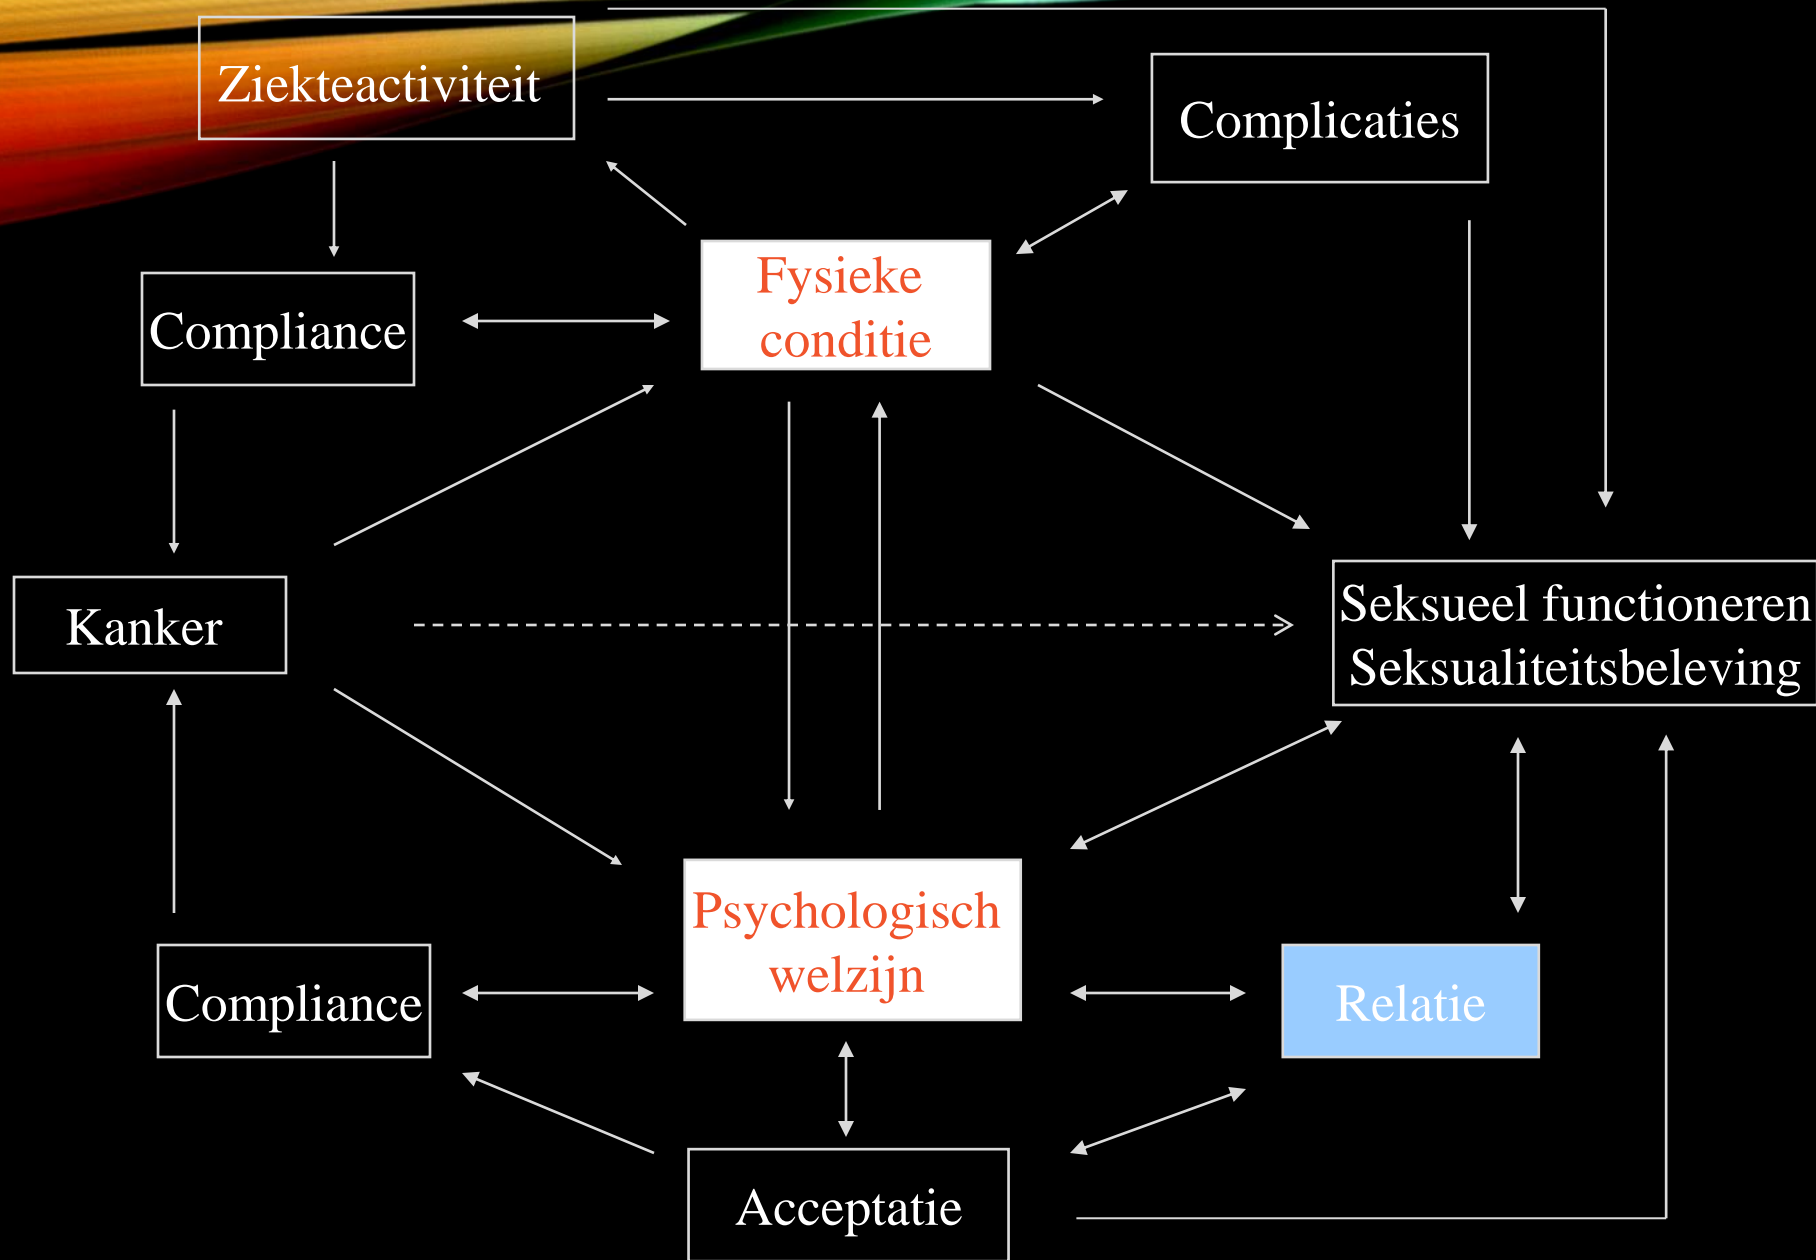 Ziekteactiviteit
Complicaties
Fysieke
conditie
Compliance
Kanker
Seksueel functioneren
Seksualiteitsbeleving
Psychologisch
welzijn
Compliance
Relatie
Acceptatie